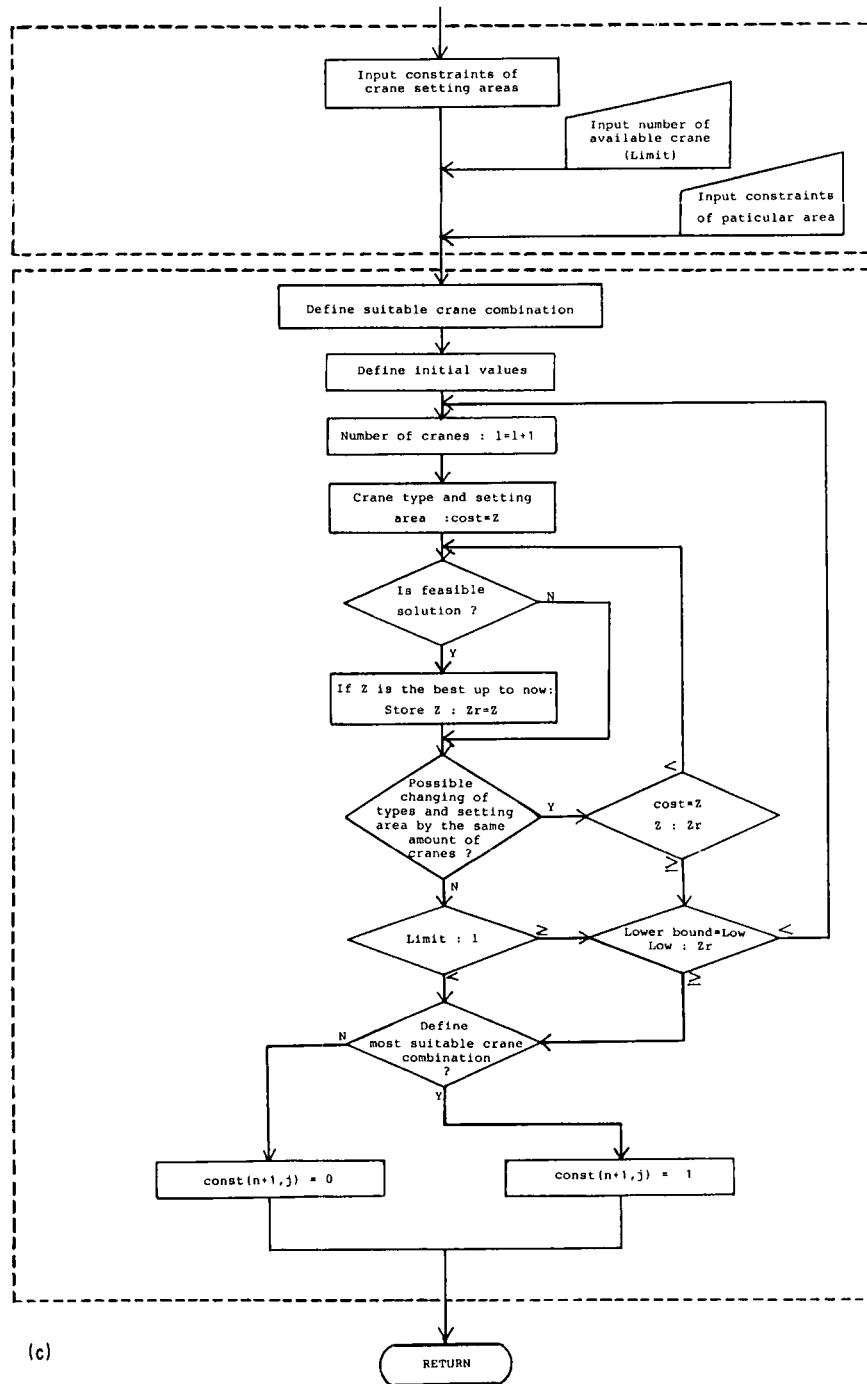 Input constraints of
crane setting areas
Input number of
available crane
(Limit)
Input constraints
of paticular area
Define suitable crane combination
Define initial values
Number of cranes : l=l+1
Crane type and setting
area :cost=Z
Is feasible
solution ?
N
Y
If Z is the best up to now:
Store Z : Zr=Z
Possible
changing of
types and setting
area by the same
amount of
cranes ?
Y
N
<
cost=Z
Z : Zr
≥
Limit : l
≥
<
Lower bound=Low
Low : Zr
<
≥
Define
most suitable crane
combination
?
N
Y
const(n+1,j) = 0
const(n+1,j) = 1
(c)
RETURN